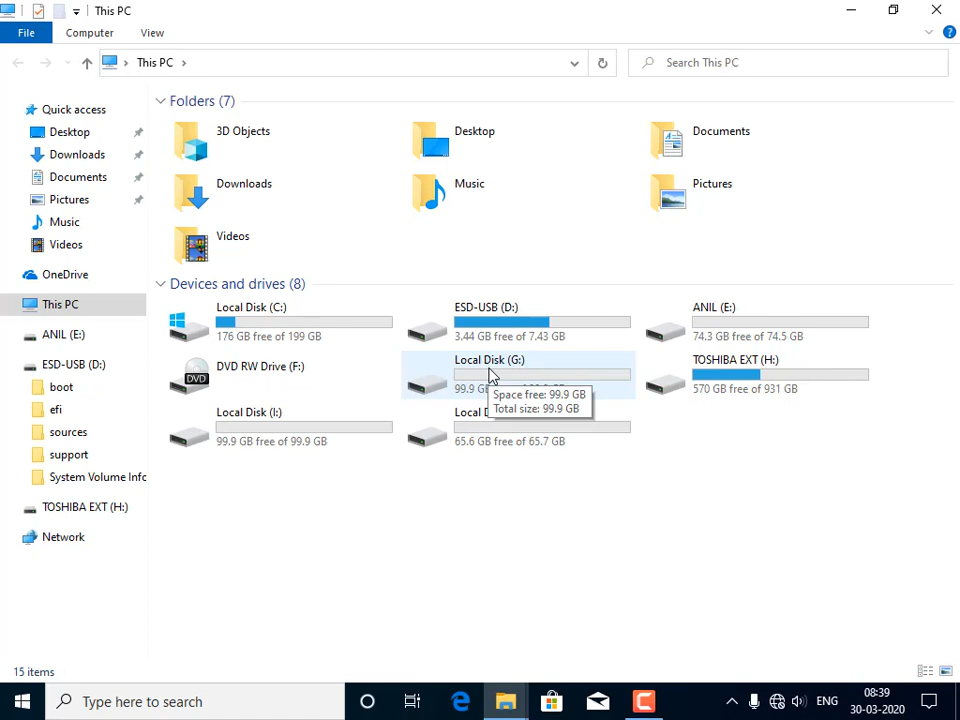 This PC
File
Computer
View
This PC
Search This PC
Quick access
Desktop
Downloads
Documents
Pictures
Music
Videos
OneDrive
This PC
ANIL (E:)
ESD-USB (D:)
boot
efi
sources
support
System Volume Info
TOSHIBA EXT (H:)
Network
Folders (7)
3D Objects
Desktop
Documents
Downloads
Music
Pictures
Videos
Devices and drives (8)
Local Disk (C:)
176 GB free of 199 GB
ESD-USB (D:)
3.44 GB free of 7.43 GB
ANIL (E:)
74.3 GB free of 74.5 GB
DVD RW Drive (F:)
DVD
Local Disk (G:)
99.9 G
Space free: 99.9 GB
Total size: 99.9 GB
TOSHIBA EXT (H:)
570 GB free of 931 GB
Local Disk (I:)
99.9 GB free of 99.9 GB
Local D
65.6 GB free of 65.7 GB
15 items
Type here to search
ENG
08:39
30-03-2020